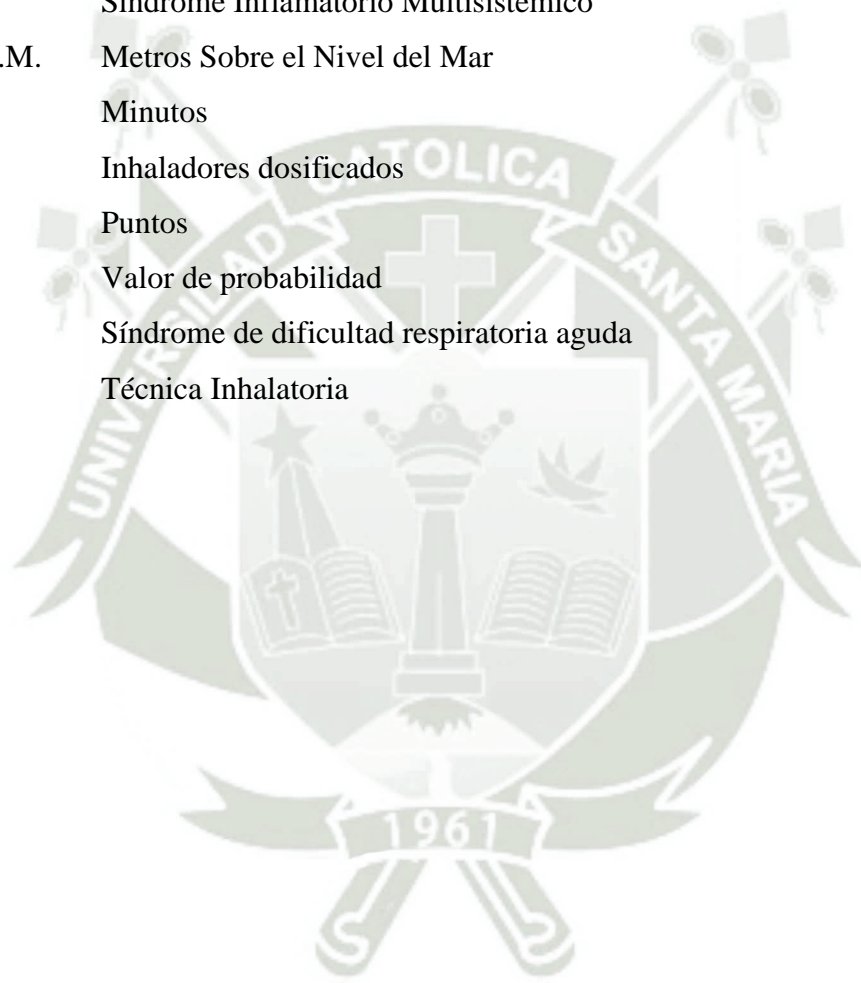 Síndrome Inflamatorio Multisistémico
.M. Metros Sobre el Nivel del Mar
Minutos
Inhaladores dosificados
Puntos
Valor de probabilidad
Síndrome de dificultad respiratoria aguda
Técnica Inhalatoria
UNIVERSILAD CATOLICA SANTA MARIA
1961